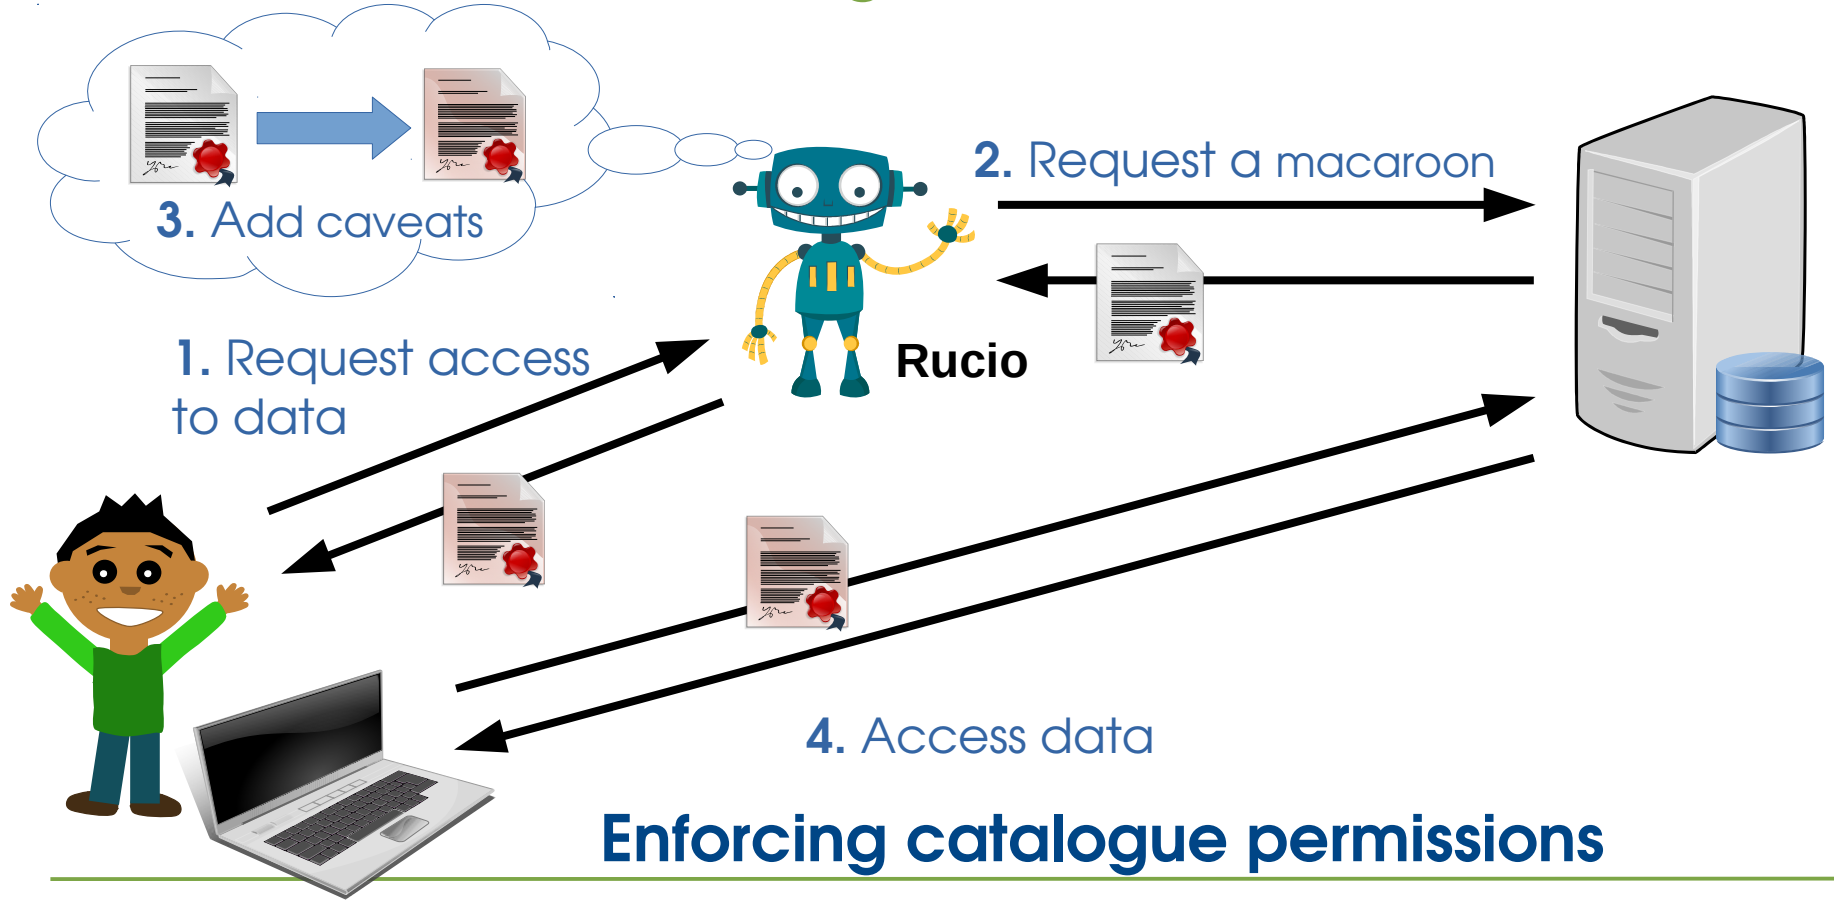 2. Request a macaroon
3. Add caveats
1. Request access
to data
Rucio
4. Access data
Enforcing catalogue permissions